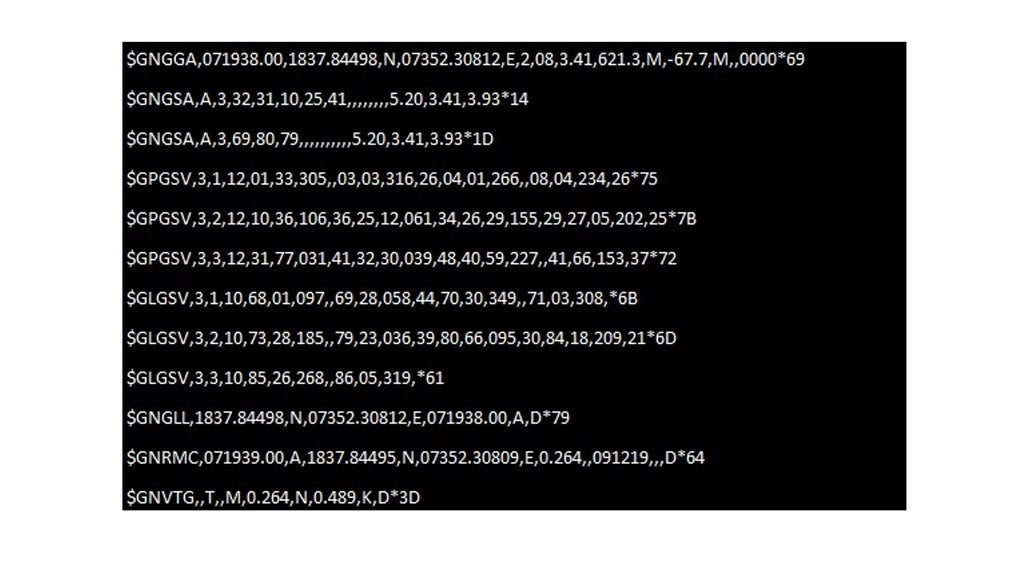 $GNGGA,071938.00,1837.84498,N,07352.30812,E,2,08,3.41,621.3,M,-67.7,M,,0000*69
$GNGSA,A,3,32,31,10,25,41,,,,,,,,5.20,3.41,3.93*14
$GNGSA,A,3,69,80,79,,,,,,,,,,5.20,3.41,3.93*1D
$GPGSV,3,1,12,01,33,305,,03,03,316,26,04,01,266,,08,04,234,26*75
$GPGSV,3,2,12,10,36,106,36,25,12,061,34,26,29,155,29,27,05,202,25*7B
$GPGSV,3,3,12,31,77,031,41,32,30,039,48,40,59,227,,41,66,153,37*72
$GLGSV,3,1,10,68,01,097,,69,28,058,44,70,30,349,,71,03,308,*6B
$GLGSV,3,2,10,73,28,185,,79,23,036,39,80,66,095,30,84,18,209,21*6D
$GLGSV,3,3,10,85,26,268,,86,05,319,*61
$GNGLL,1837.84498,N,07352.30812,E,071938.00,A,D*79
$GNRMC,071939.00,A,1837.84495,N,07352.30809,E,0.264,,091219,,,D*64
$GNVTG,,T,,M,0.264,N,0.489,K,D*3D